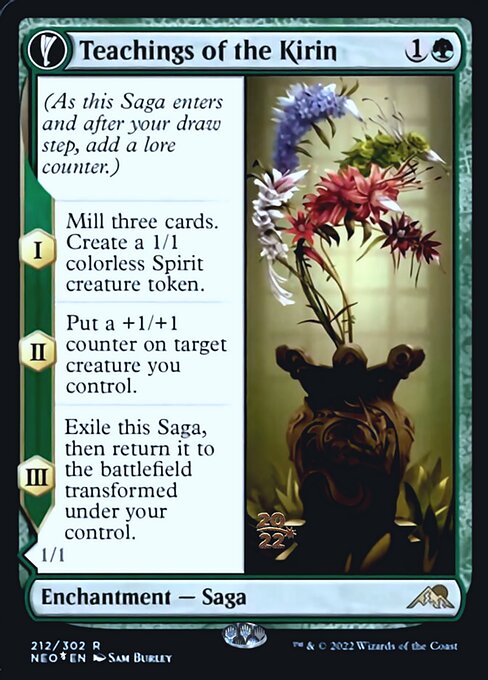 Teachings of the Kirin 1
(As this Saga enters
and after your draw
step, add a lore
counter.)
I
Mill three cards.
Create a 1/1
colorless Spirit
creature token.
II
Put a +1/+1
counter on target
creature you
control.
III
Exile this Saga,
then return it to
the battlefield
transformed
under your
control.
1/1
20
22
Enchantment — Saga
212/302 R
NEO★EN Sam Burley
™ & © 2022 Wizards of the Coast